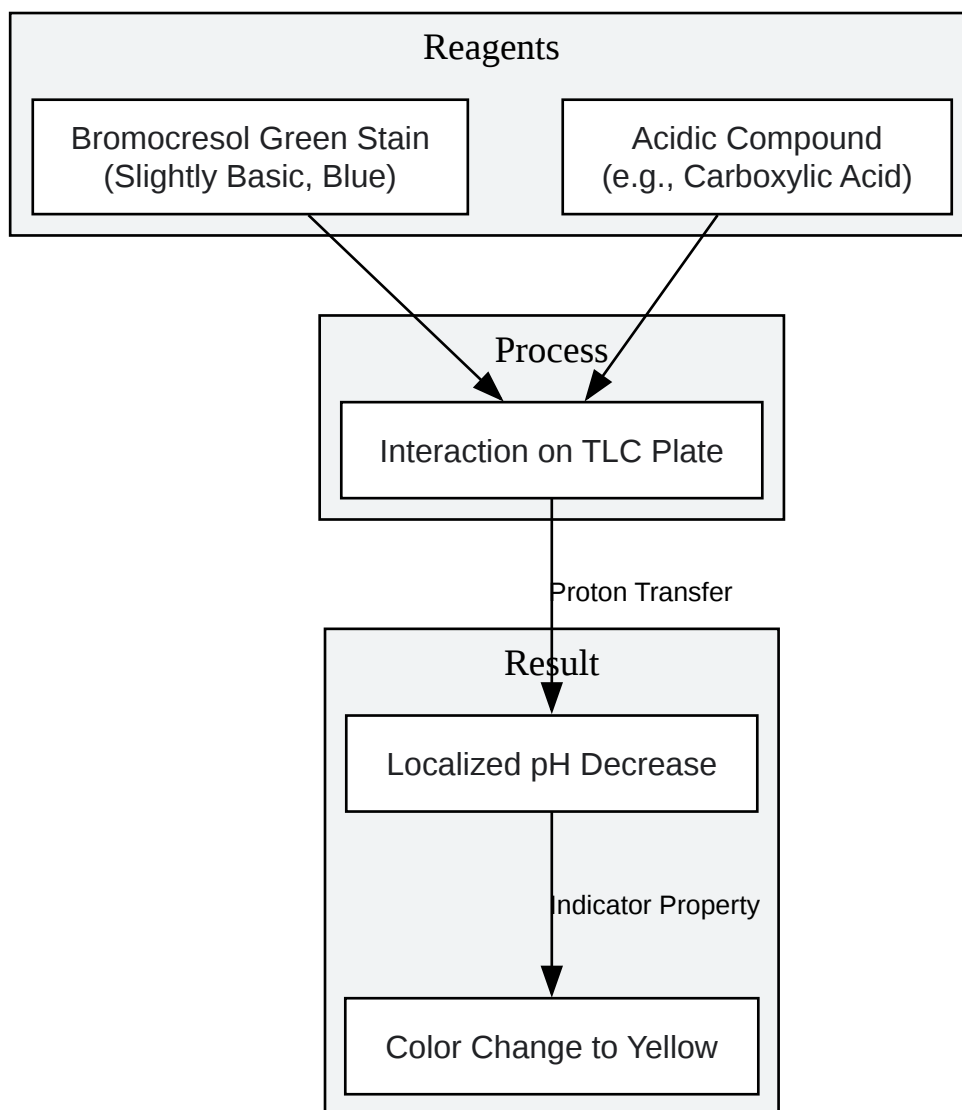 Reagents
Bromocresol Green Stain
(Slightly Basic, Blue)
Acidic Compound
(e.g., Carboxylic Acid)
Process
Interaction on TLC Plate
Proton Transfer
Result
Localized pH Decrease
Indicator Property
Color Change to Yellow